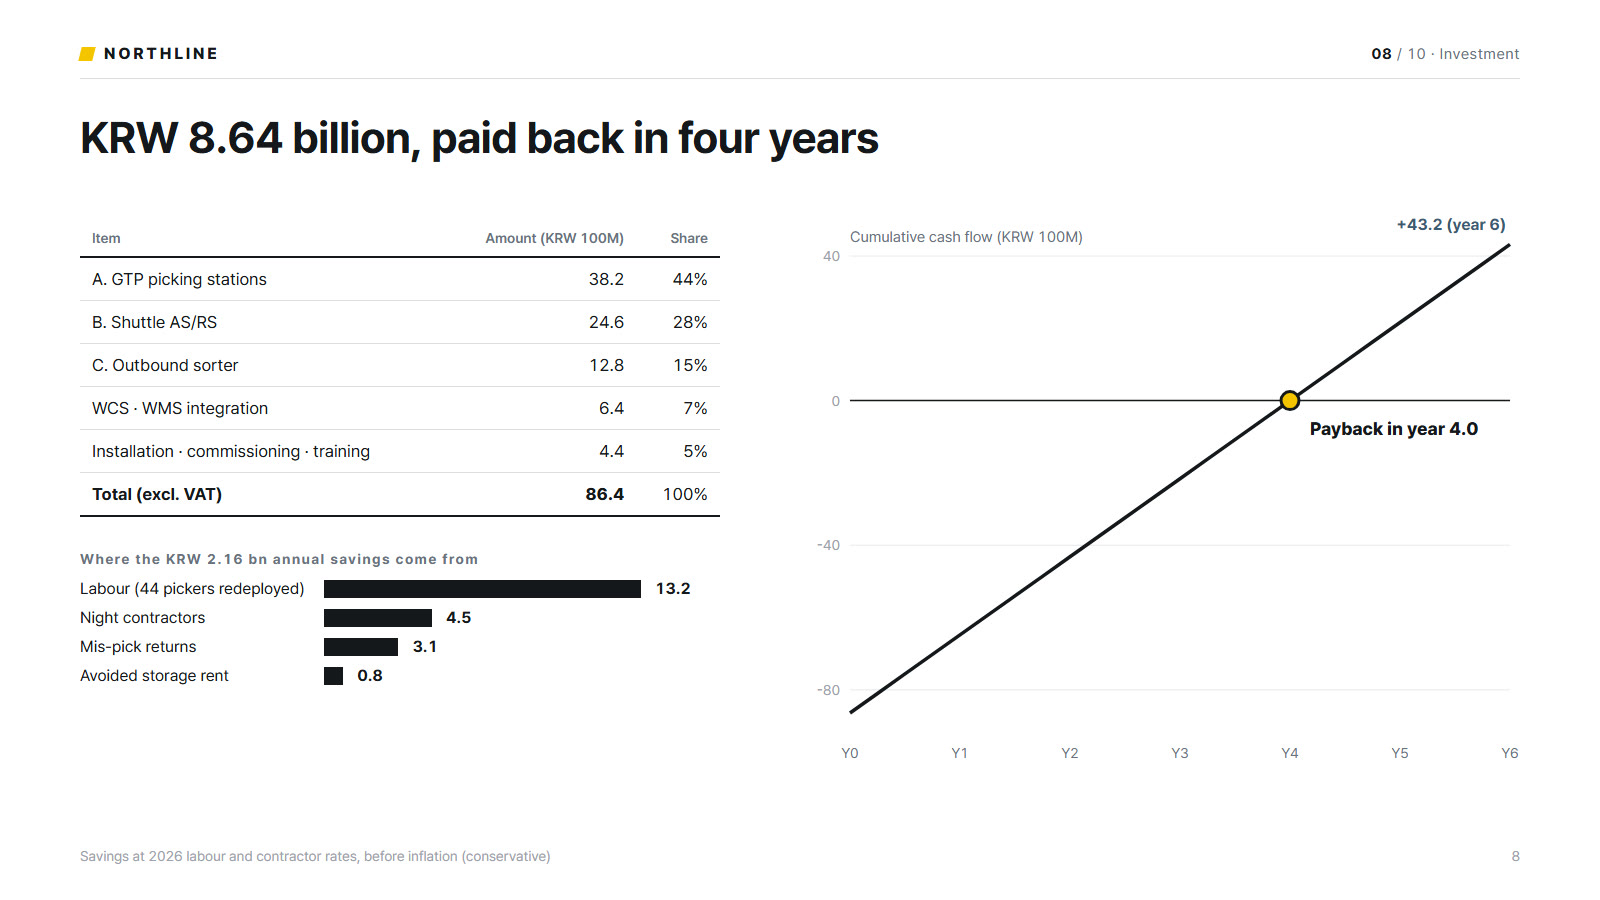 NORTHLINE
08 / 10 · Investment
KRW 8.64 billion, paid back in four years
Item Amount (KRW 100M) Share
A. GTP picking stations 38.2 44%
B. Shuttle AS/RS 24.6 28%
C. Outbound sorter 12.8 15%
WCS · WMS integration 6.4 7%
Installation · commissioning · training 4.4 5%
Total (excl. VAT) 86.4 100%
Where the KRW 2.16 bn annual savings come from
Labour (44 pickers redeployed) 13.2
Night contractors 4.5
Mis-pick returns 3.1
Avoided storage rent 0.8
+43.2 (year 6)
Cumulative cash flow (KRW 100M)
40
0
Payback in year 4.0
-40
-80
Y0 Y1 Y2 Y3 Y4 Y5 Y6
Savings at 2026 labour and contractor rates, before inflation (conservative)
8